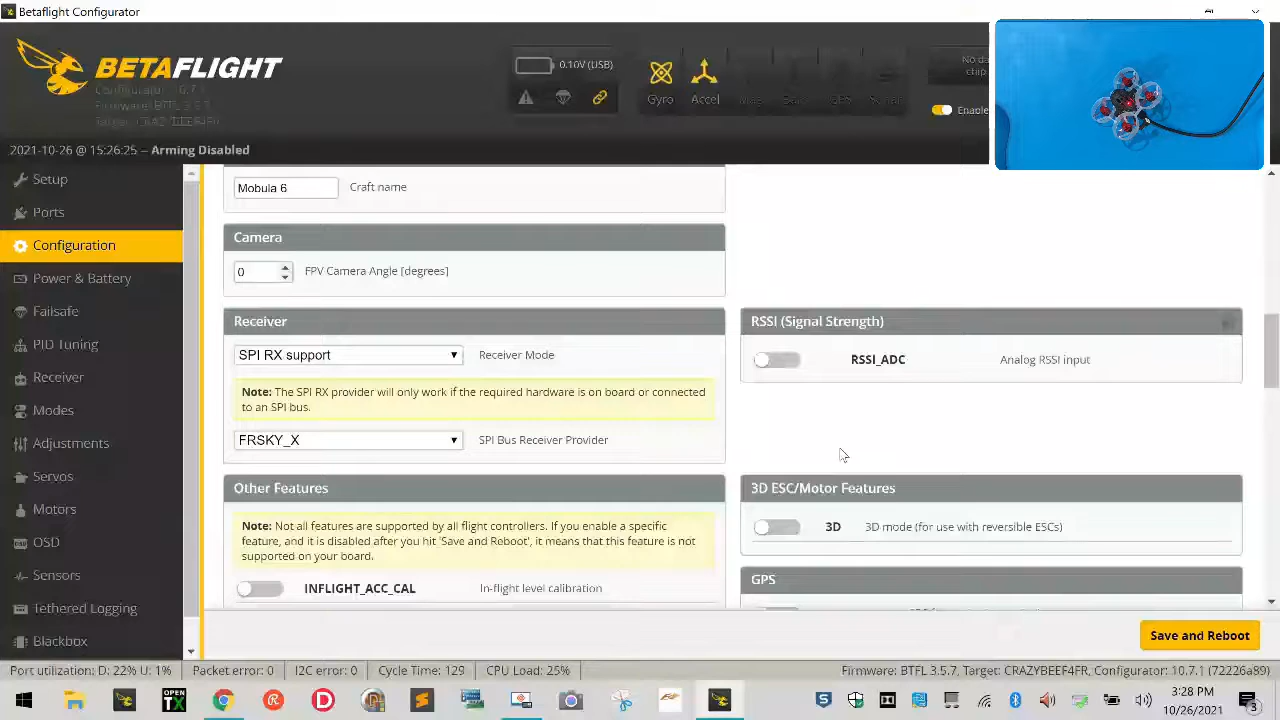 Betaflight Configurator
BETAFLIGHT
0.10V (USB)
Gyro
Accel
No da
chip
Enable
2021-10-26 @ 15:26:25 -- Arming Disabled
Setup
Ports
Configuration
Power & Battery
Failsafe
PID Tuning
Receiver
Modes
Adjustments
Servos
Motors
OSD
Sensors
Tethered Logging
Blackbox
Mobula 6
Craft name
Camera
0
FPV Camera Angle [degrees]
Receiver
SPI RX support
Receiver Mode
Note: The SPI RX provider will only work if the required hardware is on board or connected
to an SPI bus.
FRSKY_X
SPI Bus Receiver Provider
RSSI (Signal Strength)
RSSI_ADC
Analog RSSI input
Other Features
Note: Not all features are supported by all flight controllers. If you enable a specific
feature, and it is disabled after you hit 'Save and Reboot', it means that this feature is not
supported on your board.
INFLIGHT_ACC_CAL
In-flight level calibration
3D ESC/Motor Features
3D
3D mode (for use with reversible ESCs)
GPS
Save and Reboot
Port utilization: D: 22% U: 1%
Packet error: 0
I2C error: 0
Cycle Time: 129
CPU Load: 25%
Firmware: BTFL 3.5.7, Target: CRAZYBEEF4FR, Configurator: 10.7.1 (72226a89)
OPEN
TX
3:28 PM
10/26/2021
3